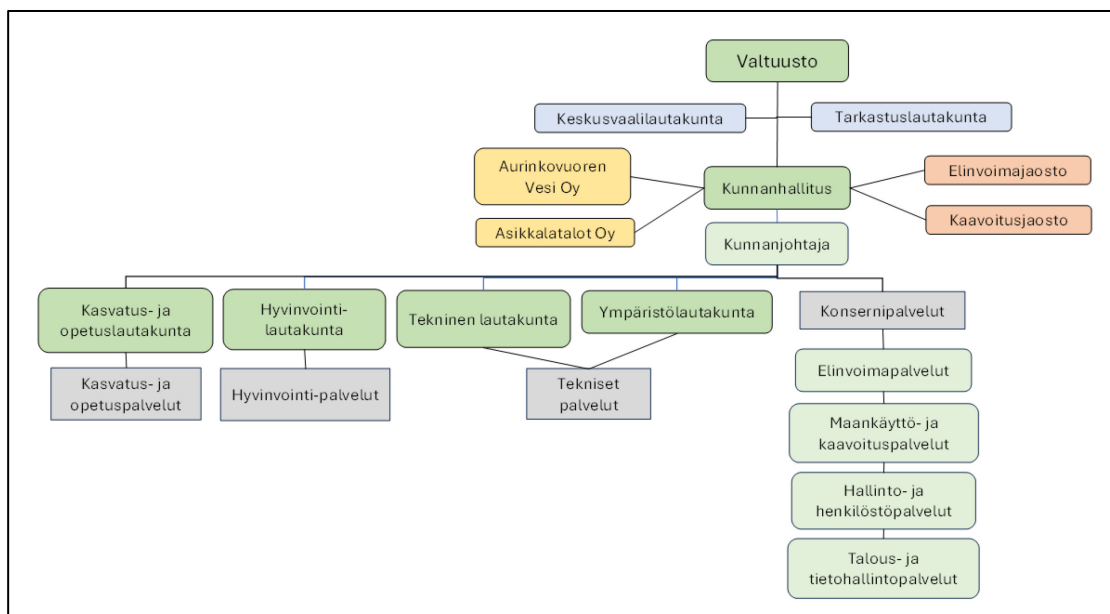 Valtuusto
Keskusvaalilautakunta
Tarkastuslautakunta
Aurinkovuoren
Vesi Oy
Kunnanhallitus
Elinvoimajaosto
Asikkalatalot Oy
Kaavoitusjaosto
Kunnanjohtaja
Kasvatus- ja
opetuslautakunta
Hyvinvointi-
lautakunta
Tekninen lautakunta
Ympäristölautakunta
Konsernipalvelut
Kasvatus- ja
opetuspalvelut
Hyvinvointi-palvelut
Tekniset
palvelut
Elinvoimapalvelut
Maankäyttö- ja
kaavoituspalvelut
Hallinto- ja
henkilöstöpalvelut
Talous- ja
tietohallintopalvelut